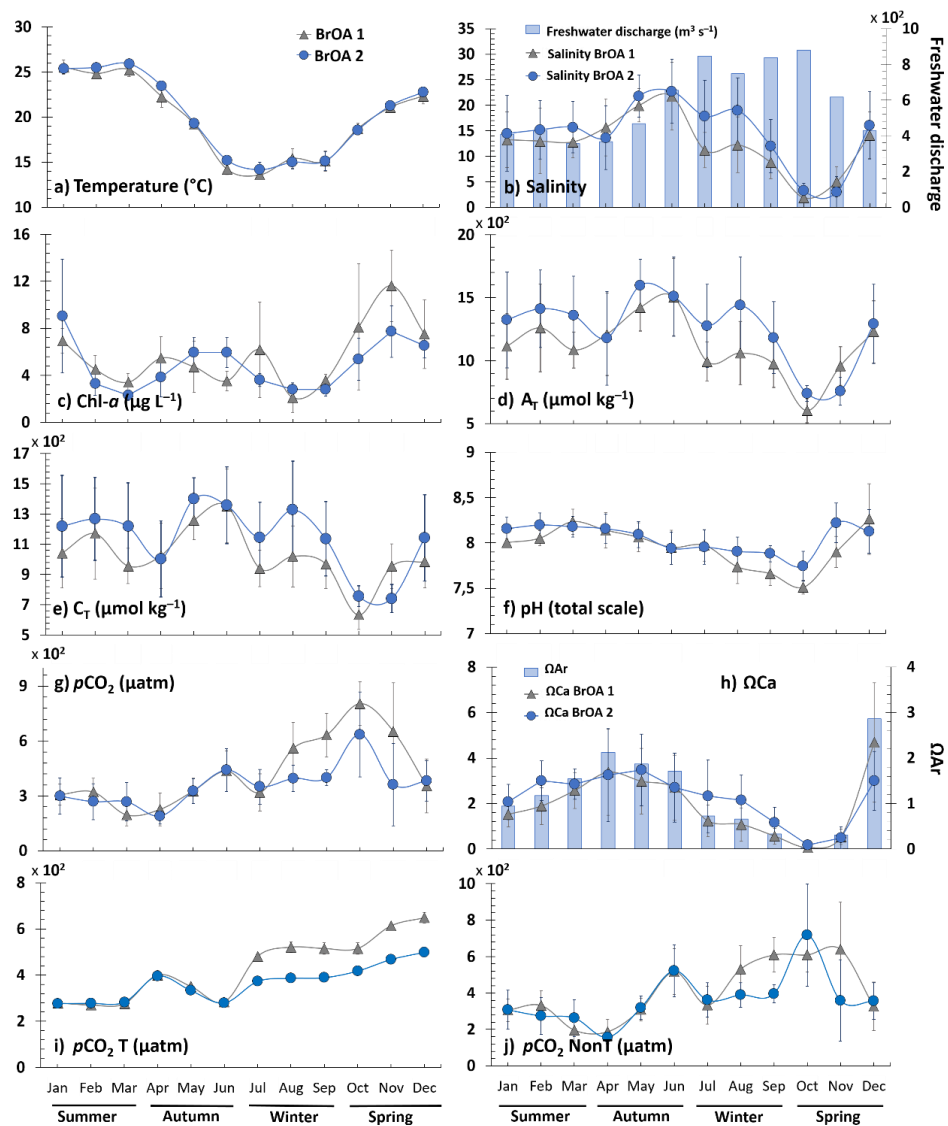 30
25
20
15
10
BrOA 1
BrOA 2
a) Temperature (°C)
x 10²
35
30
25
20
15
10
5
0
Freshwater discharge (m³ s⁻¹)
Salinity BrOA 1
Salinity BrOA 2
b) Salinity
10
8
6
4
2
0
Freshwater discharge
16
12
8
4
0
c) Chl-a (µg L⁻¹)
x 10²
20
15
10
5
d) A_T (µmol kg⁻¹)
x 10²
17
15
13
11
9
7
5
e) C_T (µmol kg⁻¹)
9
8.5
8
7.5
7
f) pH (total scale)
x 10²
9
6
3
0
g) pCO₂ (µatm)
8
6
4
2
0
ΩAr
ΩCa BrOA 1
ΩCa BrOA 2
h) ΩCa
4
3
2
1
0
ΩAr
x 10²
8
6
4
2
0
i) pCO₂ T (µatm)
x 10²
10
8
6
4
2
0
j) pCO₂ NonT (µatm)
Jan Feb Mar Apr May Jun Jul Aug Sep Oct Nov Dec
Summer Autumn Winter Spring
Jan Feb Mar Apr May Jun Jul Aug Sep Oct Nov Dec
Summer Autumn Winter Spring